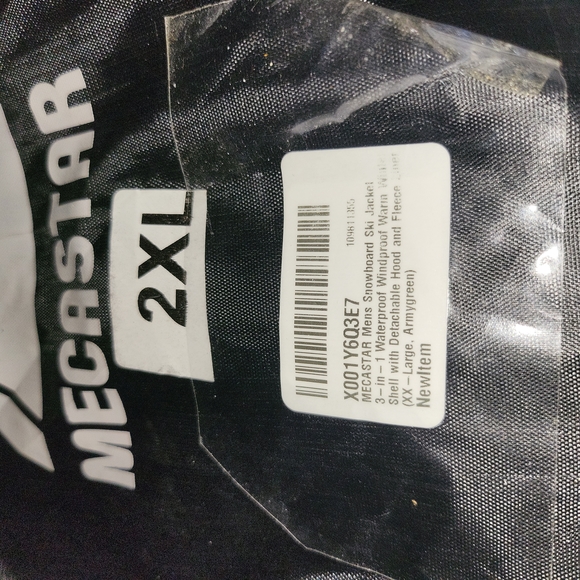 MECASTAR
2XL
109611355
X001Y6Q3E7
MECASTAR Mens Snowboard Ski Jacket
3-in-1 Waterproof Windproof Warm
Shell with Detachable Hood and Fleece
(XX-Large, Armygreen)
NewItem